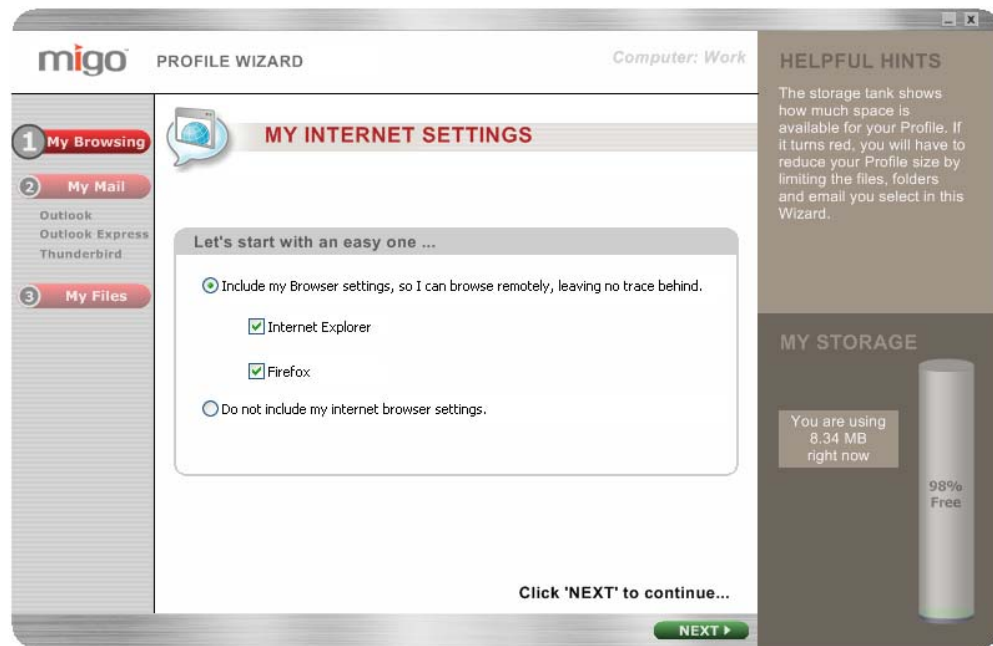 migo
PROFILE WIZARD
Computer: Work
1 My Browsing
2 My Mail
Outlook
Outlook Express
Thunderbird
3 My Files
MY INTERNET SETTINGS
Let's start with an easy one ...
Include my Browser settings, so I can browse remotely, leaving no trace behind.
Internet Explorer
Firefox
Do not include my internet browser settings.
Click 'NEXT' to continue...
NEXT
HELPFUL HINTS
The storage tank shows
how much space is
available for your Profile. If
it turns red, you will have to
reduce your Profile size by
limiting the files, folders
and email you select in this
Wizard.
MY STORAGE
You are using
8.34 MB
right now
98%
Free